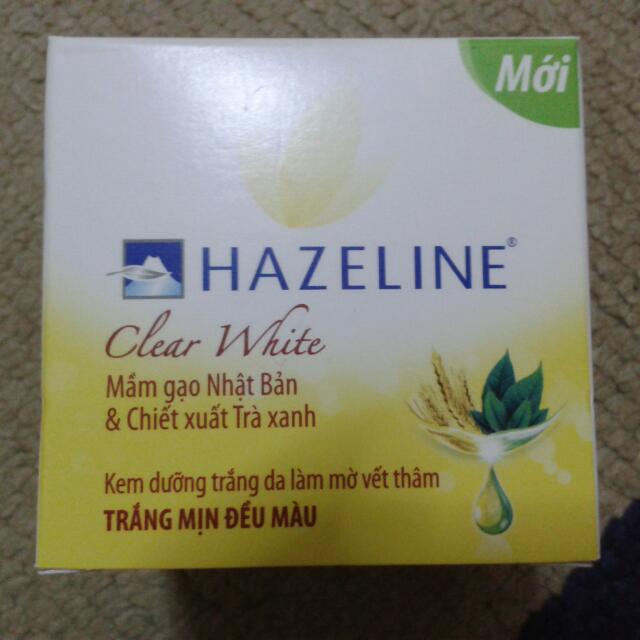 Mới
HAZELINE®
Clear White
Mầm gạo Nhật Bản
& Chiết xuất Trà xanh
Kem dưỡng trắng da làm mờ vết thâm
TRẮNG MỊN ĐỀU MÀU